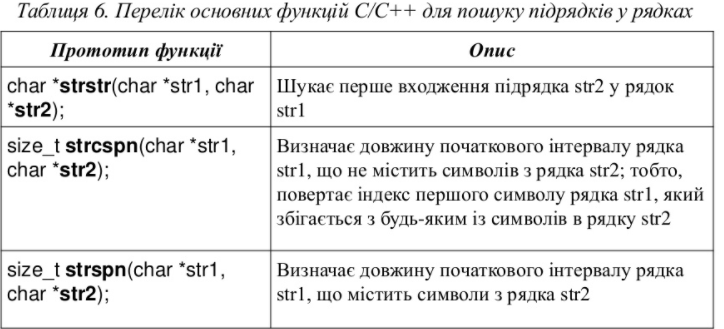 Таблиця 6. Перелік основних функцій C/C++ для пошуку підрядків у рядках
Прототип функції
Опис
char *strstr(char *str1, char
*str2);
Шукає перше входження підрядка str2 у рядок
str1
size_t strcspn(char *str1,
char *str2);
Визначає довжину початкового інтервалу рядка
str1, що не містить символів з рядка str2; тобто,
повертає індекс першого символу рядка str1, який
збігається з будь-яким із символів в рядку str2
size_t strspn(char *str1,
char *str2);
Визначає довжину початкового інтервалу рядка
str1, що містить символи з рядка str2